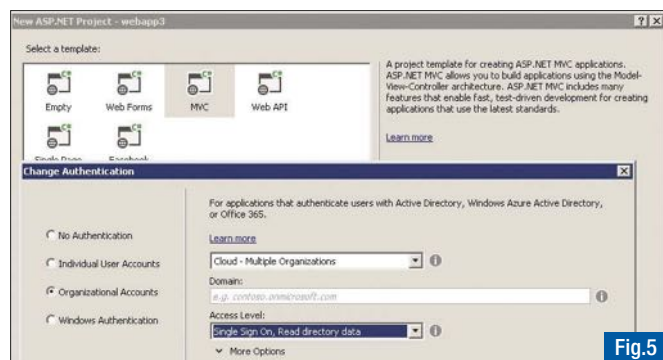 New ASP.NET Project - webapp3
Select a template:
Empty
Web Forms
MVC
Web API
Single Page
Facebook
A project template for creating ASP.NET MVC applications.
ASP.NET MVC allows you to build applications using the Model-
View-Controller architecture. ASP.NET MVC includes many
features that enable fast, test-driven development for creating
applications that use the latest standards.
Learn more
Change Authentication
No Authentication
Individual User Accounts
Organizational Accounts
Windows Authentication
For applications that authenticate users with Active Directory, Windows Azure Active Directory,
or Office 365.
Learn more
Cloud - Multiple Organizations
Domain:
e.g. contoso.onmicrosoft.com
Access Level:
Single Sign On, Read directory data
More Options
Fig.5